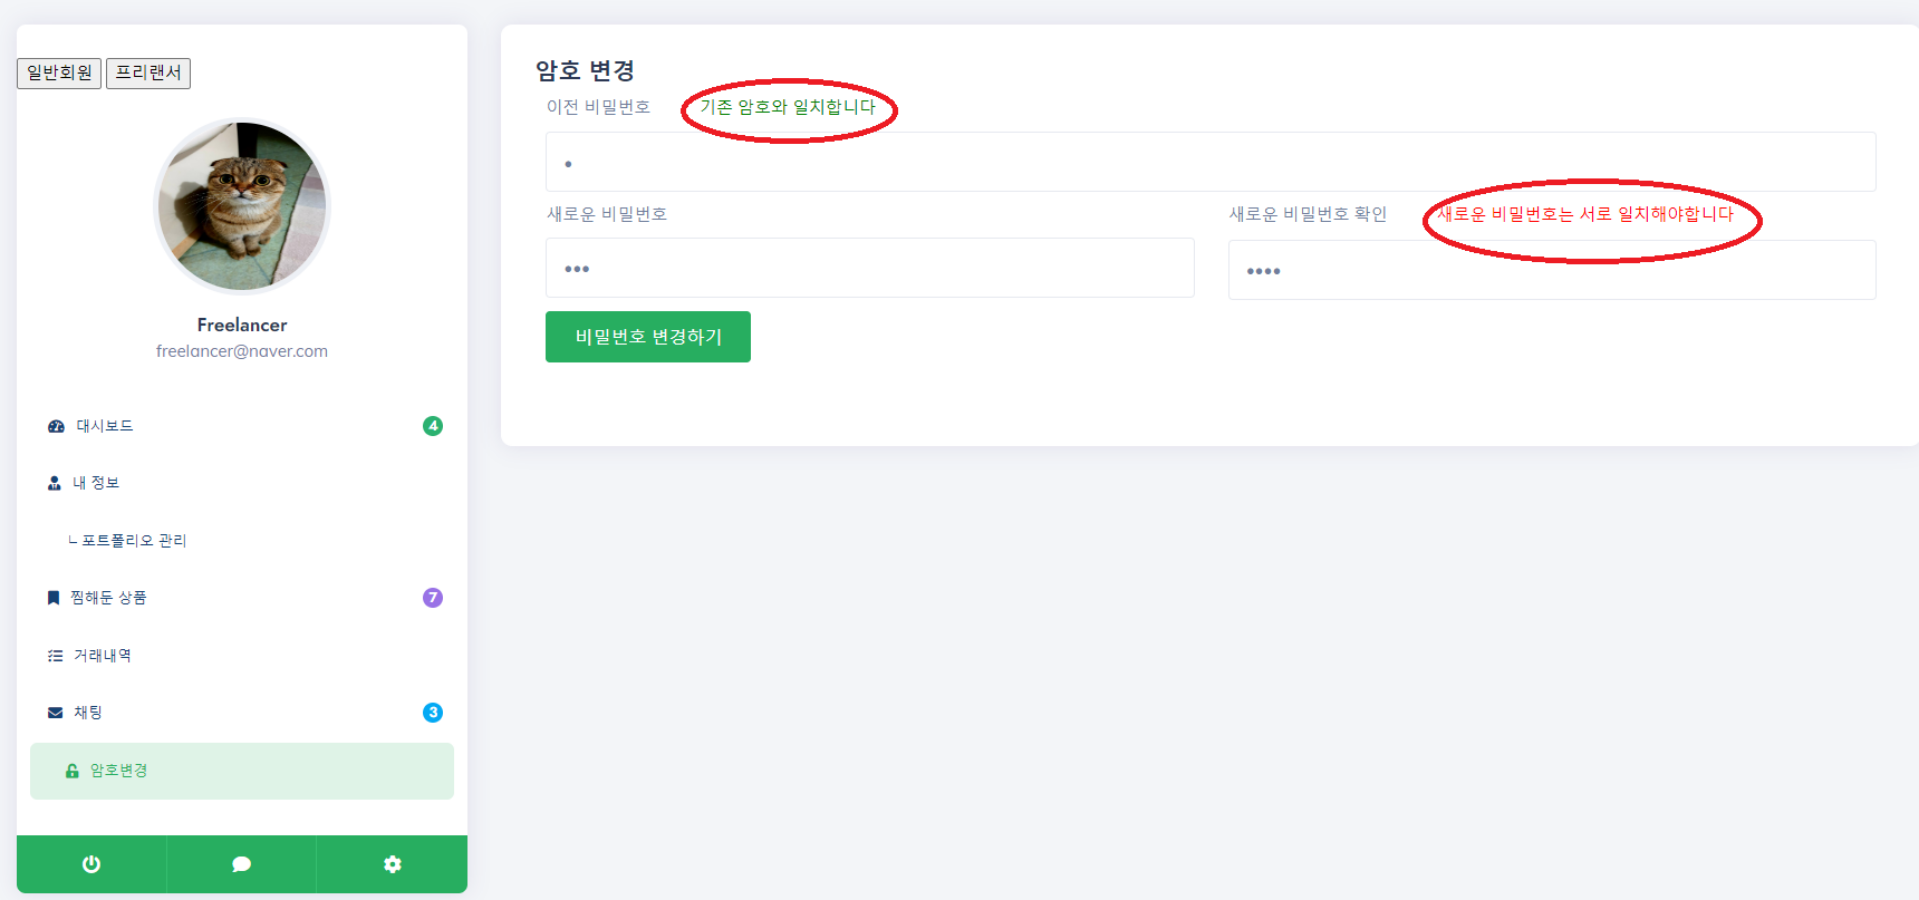 일반회원 프리랜서
Freelancer
freelancer@naver.com
대시보드 4
내 정보
ㄴ포트폴리오 관리
찜해둔 상품 7
거래내역
채팅 3
암호변경
암호 변경
이전 비밀번호 기존 암호와 일치합니다
새로운 비밀번호
새로운 비밀번호 확인 새로운 비밀번호는 서로 일치해야합니다
비밀번호 변경하기